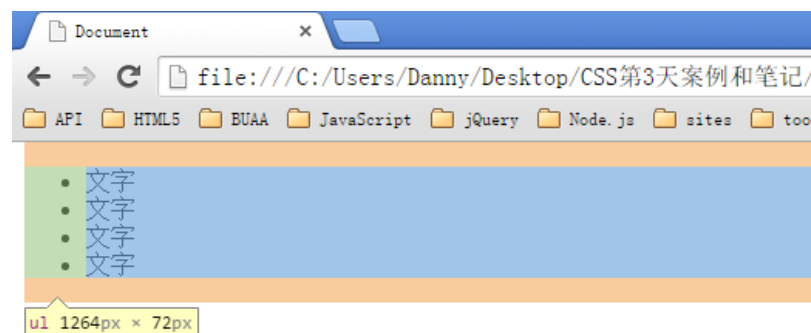 Document
file:///C:/Users/Danny/Desktop/CSS第3天案例和笔记/
API HTML5 BUAA JavaScript jQuery Node.js sites too
文字
文字
文字
文字
ul 1264px × 72px